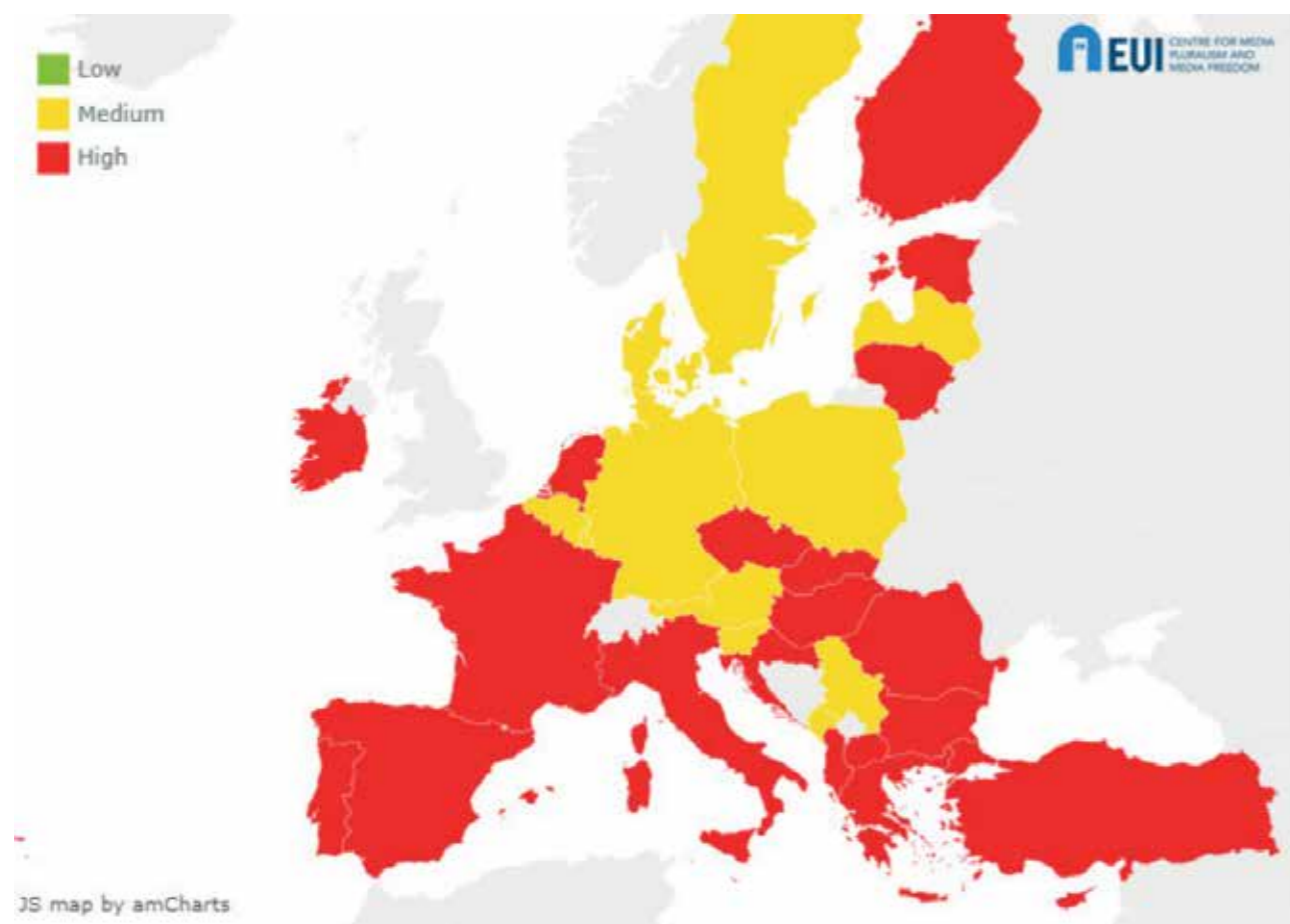 Low
Medium
High
EUI
CENTRE FOR MEDIA
PLURALISM AND
MEDIA FREEDOM
JS map by amCharts